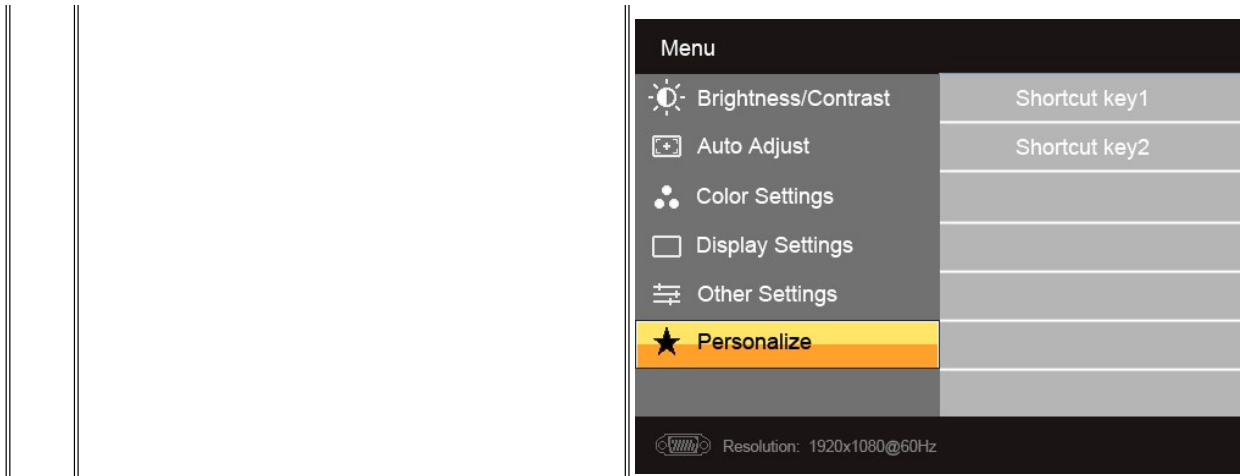 Menu
Brightness/Contrast
Shortcut key1
Auto Adjust
Shortcut key2
Color Settings
Display Settings
Other Settings
Personalize
Resolution: 1920x1080@60Hz